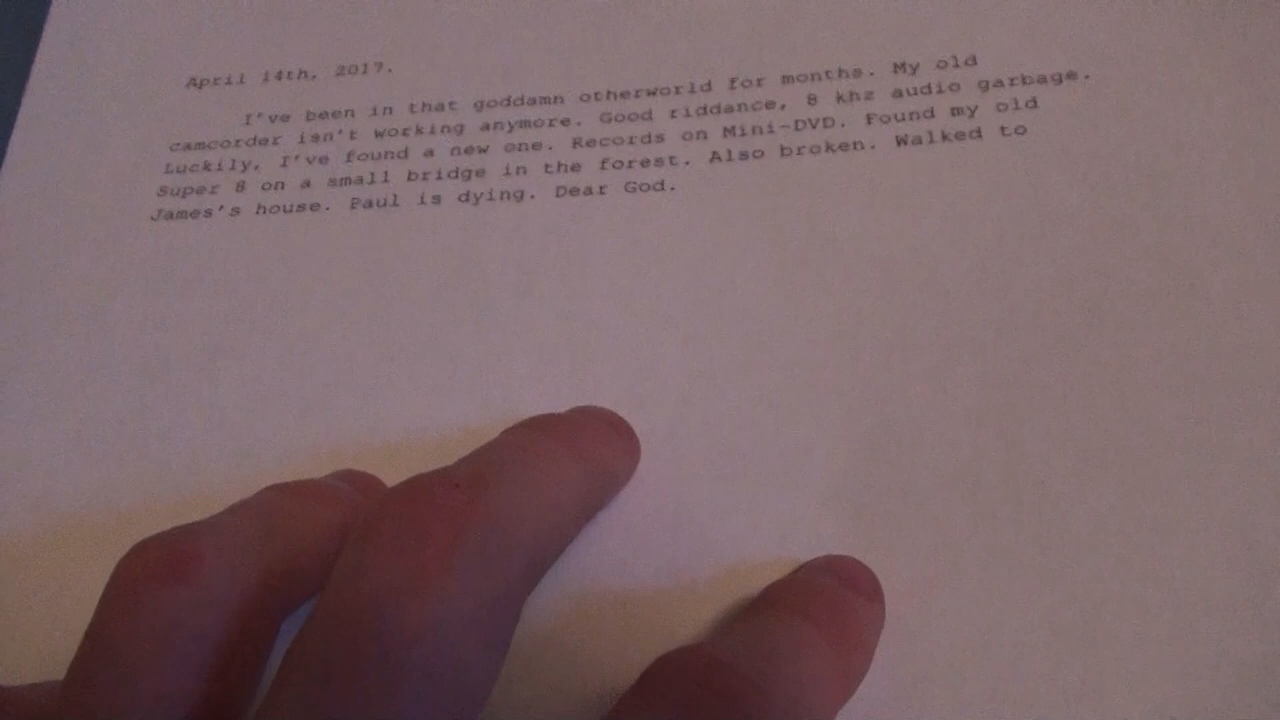 April 14th, 2017.
I've been in that goddamn otherworld for months. My old
camcorder isn't working anymore. Good riddance, 8 khz audio garbage.
Luckily, I've found a new one. Records on Mini-DVD. Found my old
Super 8 on a small bridge in the forest. Also broken. Walked to
James's house. Paul is dying. Dear God.